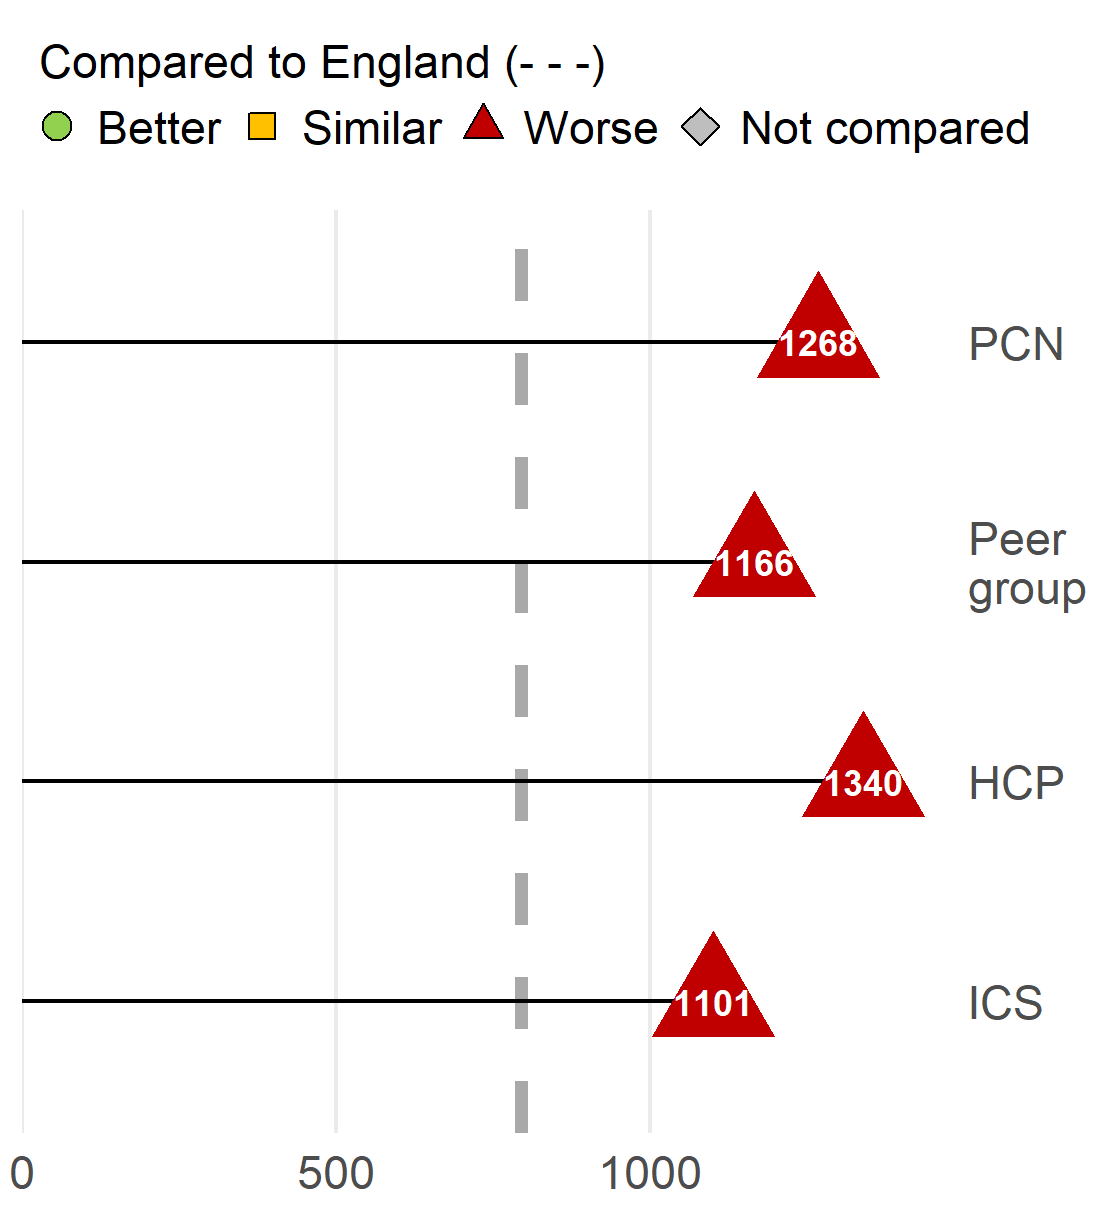 Compared to England (- - -)
Better Similar Worse Not compared
1268 PCN
Peer
1166
group
1340 HCP
1101 ICS
0 500 1000